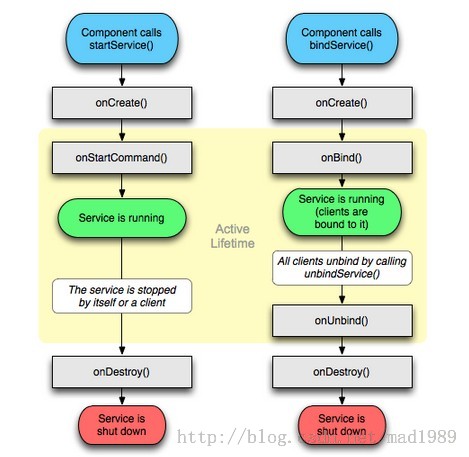 Component calls
startService()
onCreate()
onStartCommand()
Service is running
The service is stopped
by itself or a client
onDestroy()
Service is
shut down
Active
Lifetime
Component calls
bindService()
onCreate()
onBind()
Service is running
(clients are
bound to it)
All clients unbind by calling
unbindService()
onUnbind()
onDestroy()
Service is
shut down
http://blog.csdn.net/mad1989